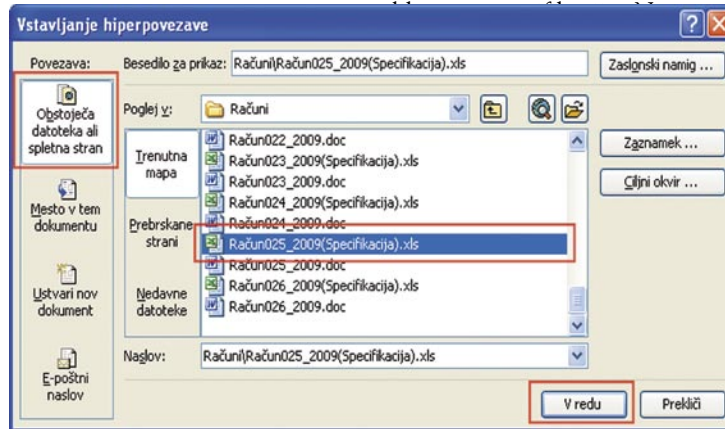 Vstavljanje hiperpovezave
Povezava:
Besedilo za prikaz: Računi\Račun025_2009(Specifikacija).xls
Zaslonski namig ...
Obstoječa
datoteka ali
spletna stran
Mesto v tem
dokumentu
Ustvari nov
dokument
E-poštni
naslov
Poglej v: Računi
Trenutna
mapa
Prebrskane
strani
Nedavne
datoteke
Račun022_2009.doc
Račun023_2009(Specifikacija).xls
Račun023_2009.doc
Račun024_2009(Specifikacija).xls
Račun024_2009.doc
Račun025_2009(Specifikacija).xls
Račun025_2009.doc
Račun026_2009(Specifikacija).xls
Račun026_2009.doc
Zaznamek ...
Ciljni okvir ...
Naslov: Računi\Račun025_2009(Specifikacija).xls
V redu
Prekliči